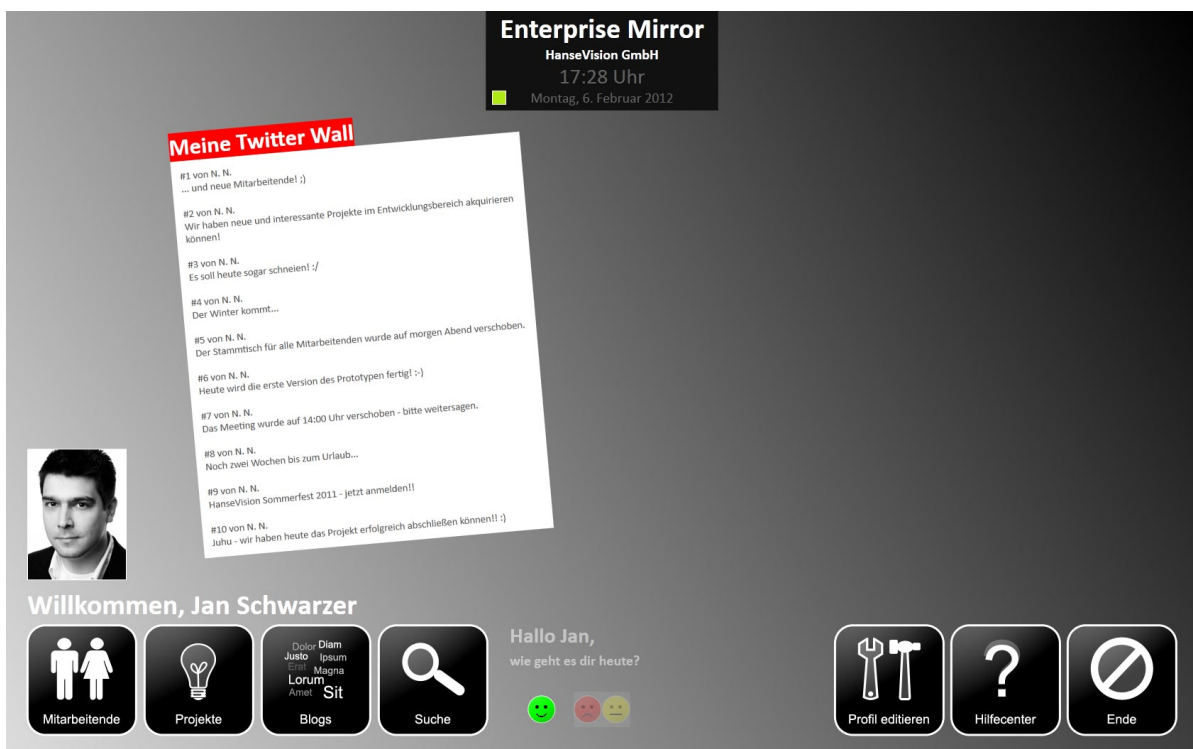 Enterprise Mirror
HanseVision GmbH
17:28 Uhr
Montag, 6. Februar 2012
Meine Twitter Wall
#1 von N. N.
... und neue Mitarbeitende! ;)
#2 von N. N.
Wir haben neue und interessante Projekte im Entwicklungsbereich akquirieren
können!
#3 von N. N.
Es soll heute sogar schneien! :/
#4 von N. N.
Der Winter kommt...
#5 von N. N.
Der Stammtisch für alle Mitarbeitenden wurde auf morgen Abend verschoben.
#6 von N. N.
Heute wird die erste Version des Prototypen fertig! :-)
#7 von N. N.
Das Meeting wurde auf 14:00 Uhr verschoben - bitte weitersagen.
#8 von N. N.
Noch zwei Wochen bis zum Urlaub...
#9 von N. N.
HanseVision Sommerfest 2011 - jetzt anmelden!!
#10 von N. N.
Juhu - wir haben heute das Projekt erfolgreich abschließen können!! :)
Willkommen, Jan Schwarzer
Mitarbeitende
Projekte
Dolor Diam
Justo Ipsum
Erat Magna
Lorum
Amet Sit
Blogs
Suche
Hallo Jan,
wie geht es dir heute?
Profil editieren
?
Hilfecenter
Ende